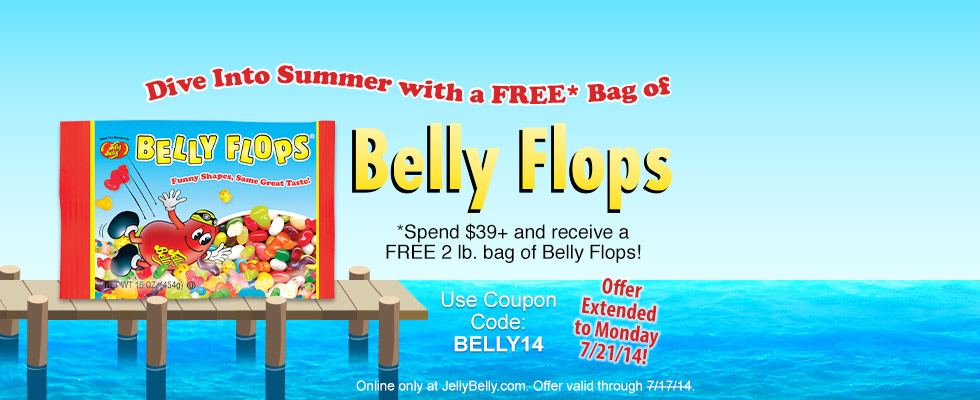 Dive Into Summer with a FREE* Bag of
Belly Flops
Jelly
Belly
BELLY FLOPS®
Funny Shapes, Same Great Taste!
NET WT 16 OZ (454g)
*Spend $39+ and receive a
FREE 2 lb. bag of Belly Flops!
Use Coupon
Code:
BELLY14
Offer
Extended
to Monday
7/21/14!
Online only at JellyBelly.com. Offer valid through 7/17/14.